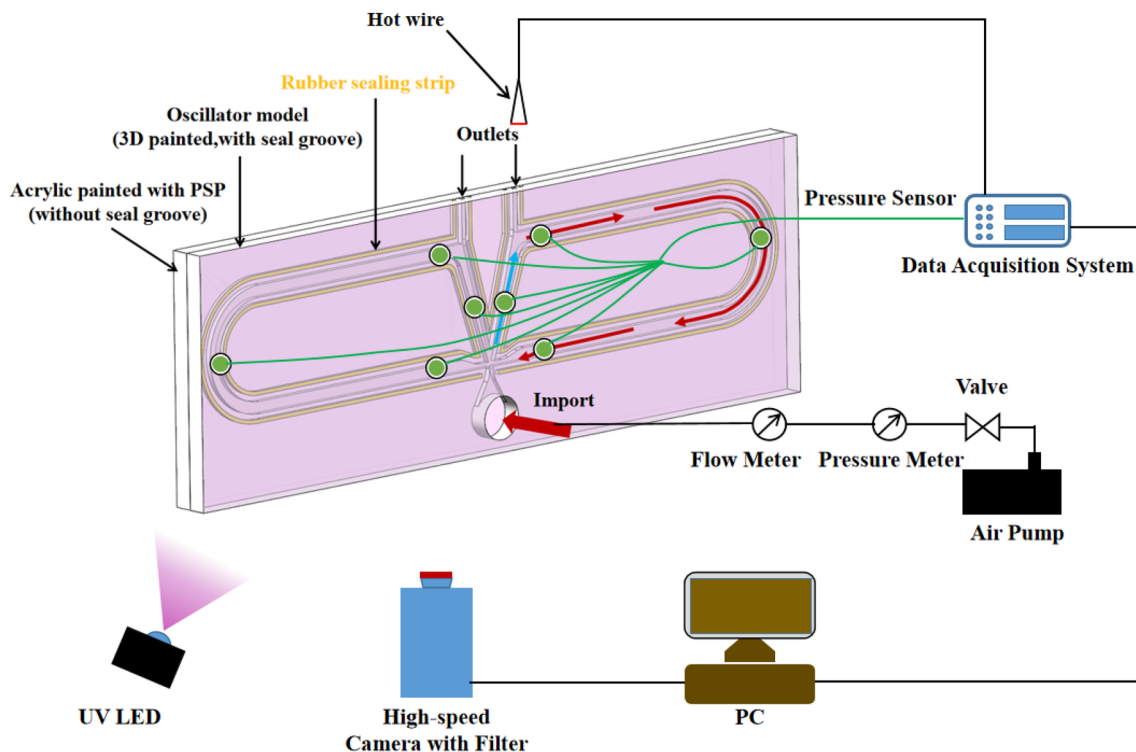 Hot wire
Rubber sealing strip
Oscillator model
(3D painted,with seal groove)
Outlets
Acrylic painted with PSP
(without seal groove)
Pressure Sensor
Data Acquisition System
Import
Valve
Flow Meter
Pressure Meter
Air Pump
UV LED
High-speed
Camera with Filter
PC